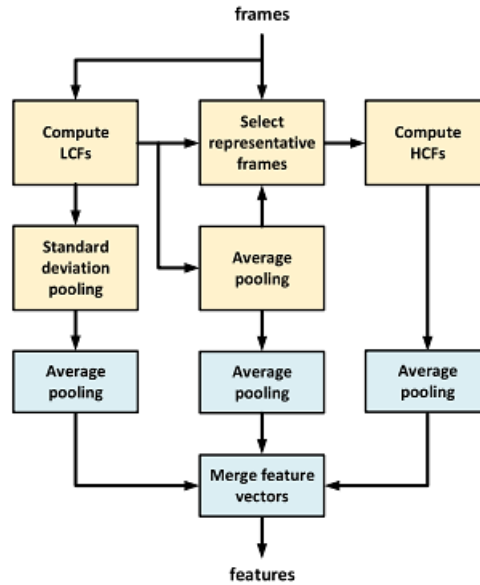 frames
Compute
LCFs
Select
representative
frames
Compute
HCFs
Standard
deviation
pooling
Average
pooling
Average
pooling
Average
pooling
Average
pooling
Merge feature
vectors
features